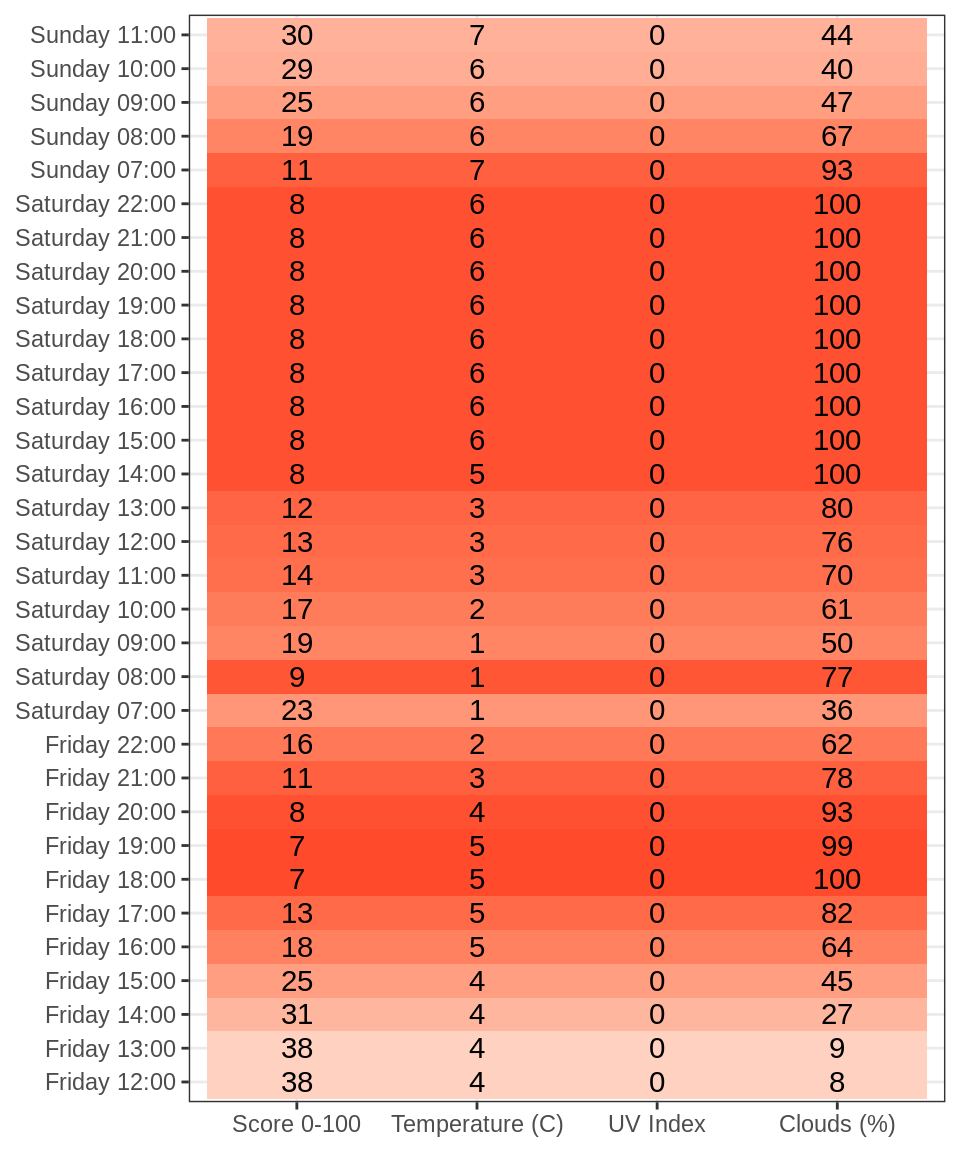 Sunday 11:00 30 7 0 44
Sunday 10:00 29 6 0 40
Sunday 09:00 25 6 0 47
Sunday 08:00 19 6 0 67
Sunday 07:00 11 7 0 93
Saturday 22:00 8 6 0 100
Saturday 21:00 8 6 0 100
Saturday 20:00 8 6 0 100
Saturday 19:00 8 6 0 100
Saturday 18:00 8 6 0 100
Saturday 17:00 8 6 0 100
Saturday 16:00 8 6 0 100
Saturday 15:00 8 6 0 100
Saturday 14:00 8 5 0 100
Saturday 13:00 12 3 0 80
Saturday 12:00 13 3 0 76
Saturday 11:00 14 3 0 70
Saturday 10:00 17 2 0 61
Saturday 09:00 19 1 0 50
Saturday 08:00 9 1 0 77
Saturday 07:00 23 1 0 36
Friday 22:00 16 2 0 62
Friday 21:00 11 3 0 78
Friday 20:00 8 4 0 93
Friday 19:00 7 5 0 99
Friday 18:00 7 5 0 100
Friday 17:00 13 5 0 82
Friday 16:00 18 5 0 64
Friday 15:00 25 4 0 45
Friday 14:00 31 4 0 27
Friday 13:00 38 4 0 9
Friday 12:00 38 4 0 8
Score 0-100 Temperature (C) UV Index Clouds (%)